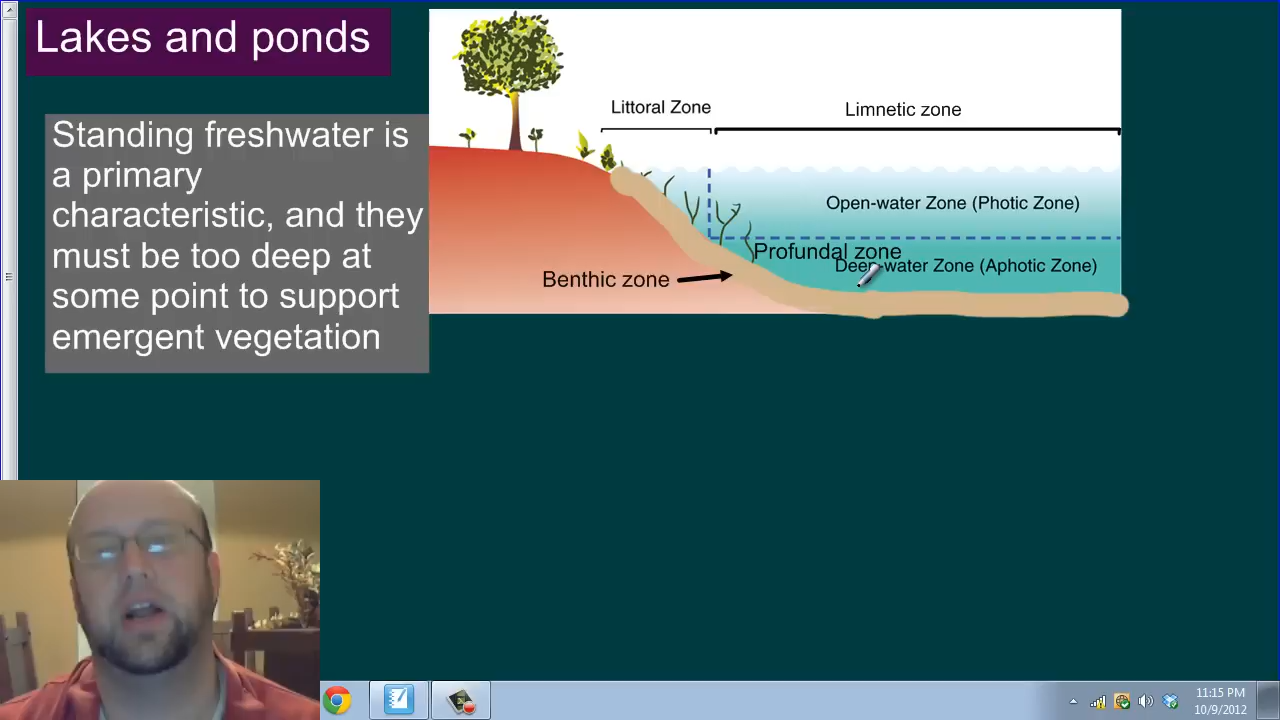 Lakes and ponds
Standing freshwater is
a primary
characteristic, and they
must be too deep at
some point to support
emergent vegetation
Littoral Zone
Limnetic zone
Open-water Zone (Photic Zone)
Profundal zone
Deep-water Zone (Aphotic Zone)
Benthic zone
11:15 PM
10/9/2012